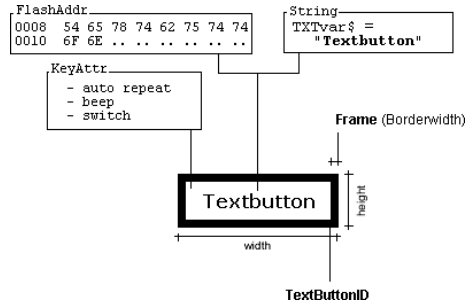 FlashAddr
0008 54 65 78 74 62 75 74 74
0010 6F 6E .. .. .. .. .. ..
String
TXTvar$ =
"Textbutton"
KeyAttr
- auto repeat
- beep
- switch
Frame (Borderwidth)
Textbutton
height
width
TextButtonID